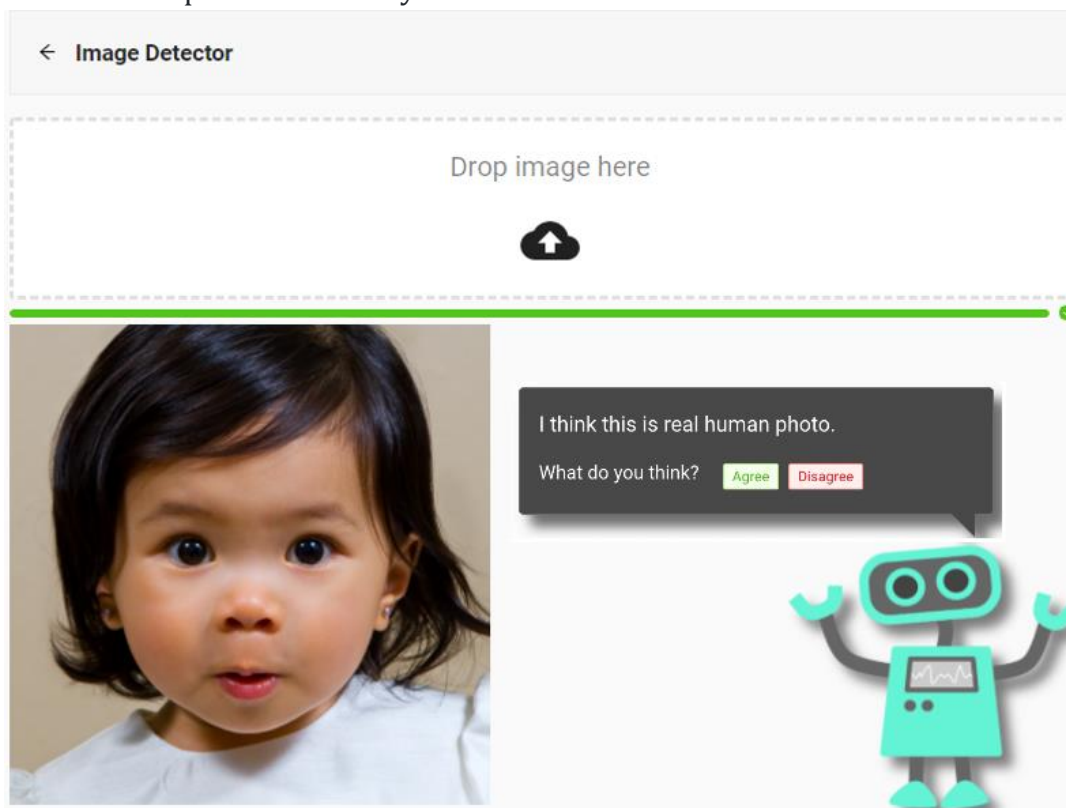 Image Detector
Drop image here
I think this is real human photo.
What do you think? Agree Disagree